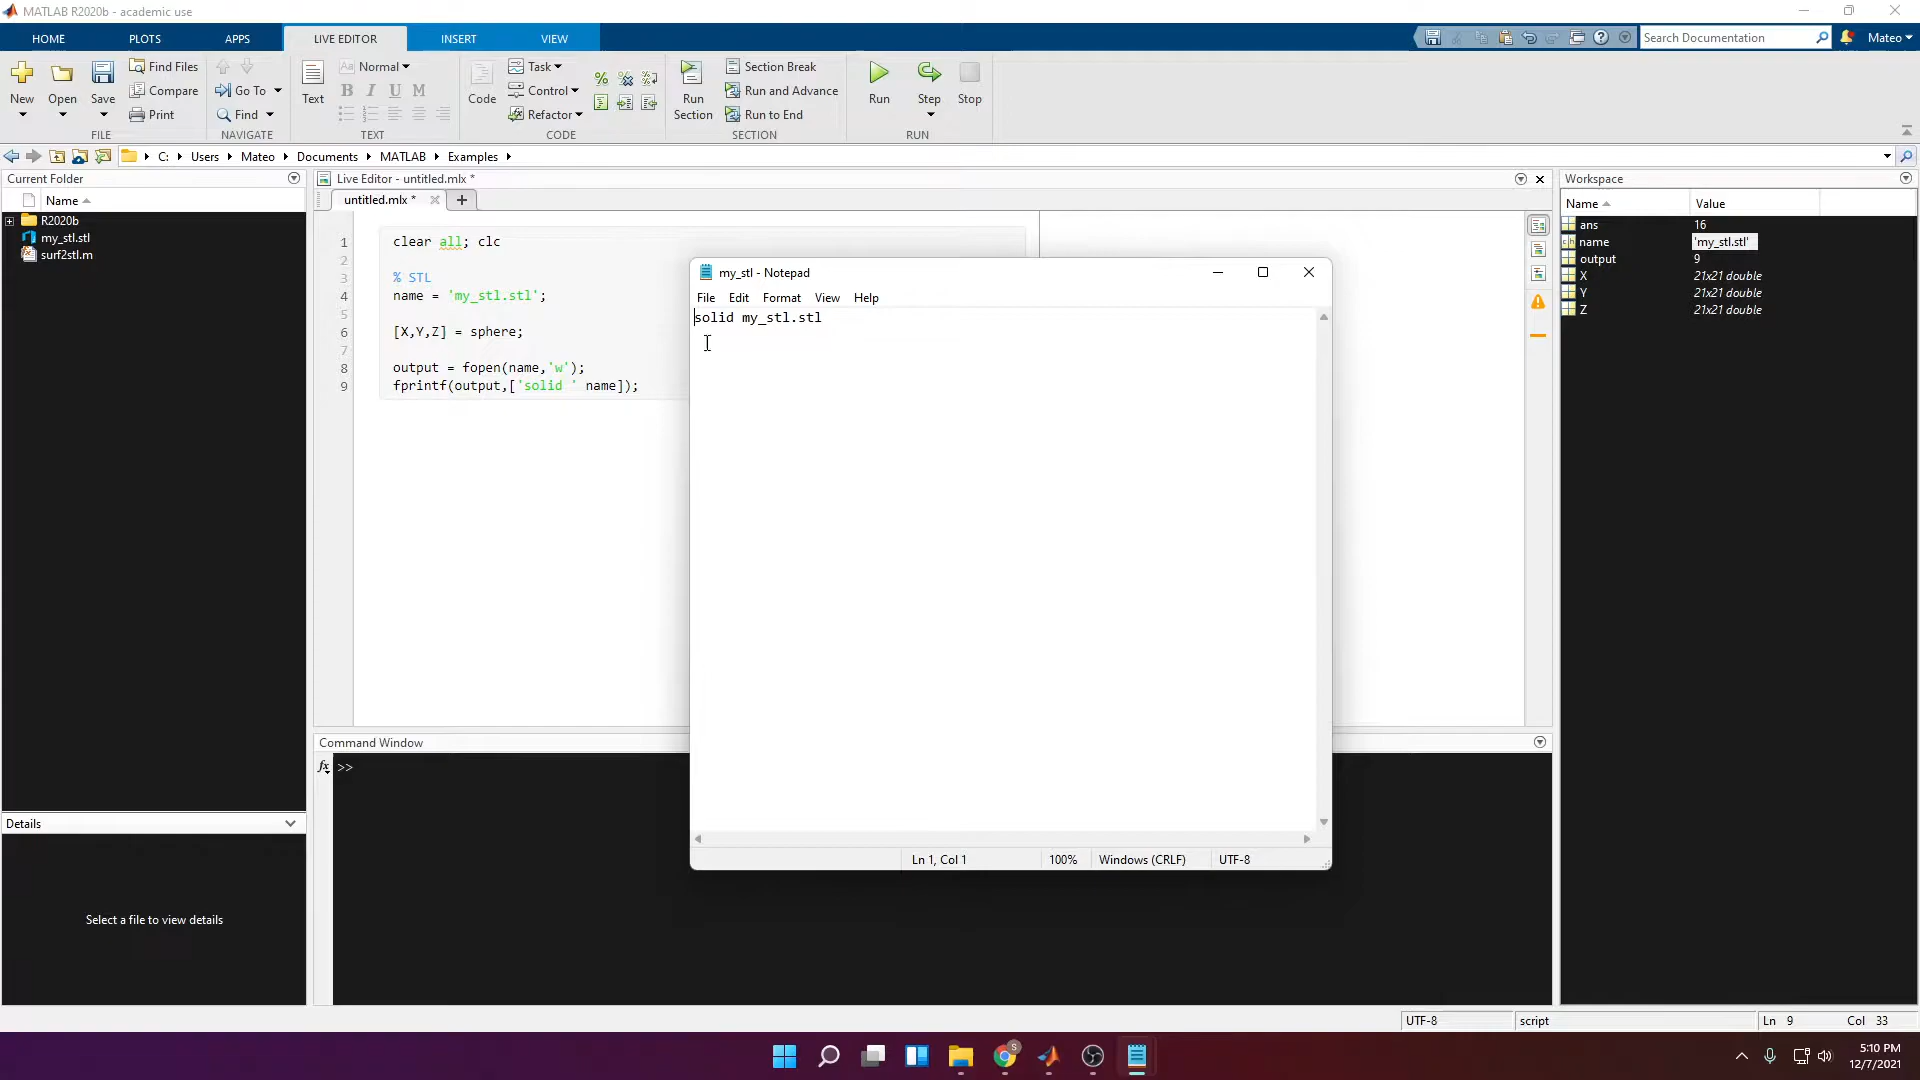 MATLAB R2020b - academic use
HOME PLOTS APPS LIVE EDITOR INSERT VIEW
Search Documentation
Mateo
New Open Save
Find Files
Compare
Print
FILE
Go To
Find
NAVIGATE
Text
Aa Normal
B I U M
TEXT
Code
Task
Control
Refactor
CODE
Run Section
Section Break
Run and Advance
Run to End
SECTION
Run Step Stop
RUN
C: Users Mateo Documents MATLAB Examples
Current Folder
Name
R2020b
my_stl.stl
surf2stl.m
Details
Select a file to view details
Live Editor - untitled.mlx *
untitled.mlx *
1 clear all; clc
2
3 % STL
4 name = 'my_stl.stl';
5
6 [X,Y,Z] = sphere;
7
8 output = fopen(name,'w');
9 fprintf(output,['solid ' name]);
my_stl - Notepad
File Edit Format View Help
solid my_stl.stl
Ln 1, Col 1 100% Windows (CRLF) UTF-8
Command Window
fx >>
Workspace
Name Value
ans 16
name 'my_stl.stl'
output 9
X 21x21 double
Y 21x21 double
Z 21x21 double
UTF-8 script Ln 9 Col 33
S
5:10 PM
12/7/2021